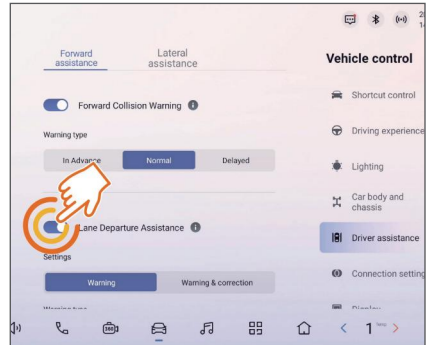 Forward
assistance
Lateral
assistance
Forward Collision Warning
Warning type
In Advance
Normal
Delayed
Lane Departure Assistance
Settings
Warning
Warning & correction
Vehicle control
Shortcut control
Driving experience
Lighting
Car body and
chassis
Driver assistance
Connection setting
360
1